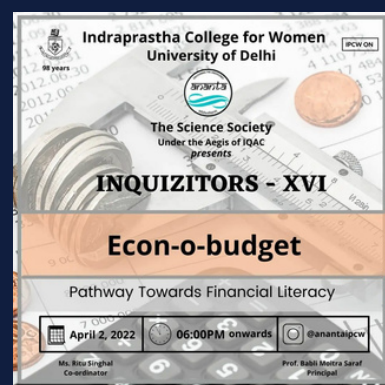 Indraprastha College for Women
University of Delhi
IPCW ON
98 years
ananta
The Science Society
Under the Aegis of IQAC
presents
INQUIZITORS - XVI
Econ-o-budget
Pathway Towards Financial Literacy
April 2, 2022
06:00PM onwards
@anantaipcw
Ms. Ritu Singhal
Co-ordinator
Prof. Babli Moitra Saraf
Principal